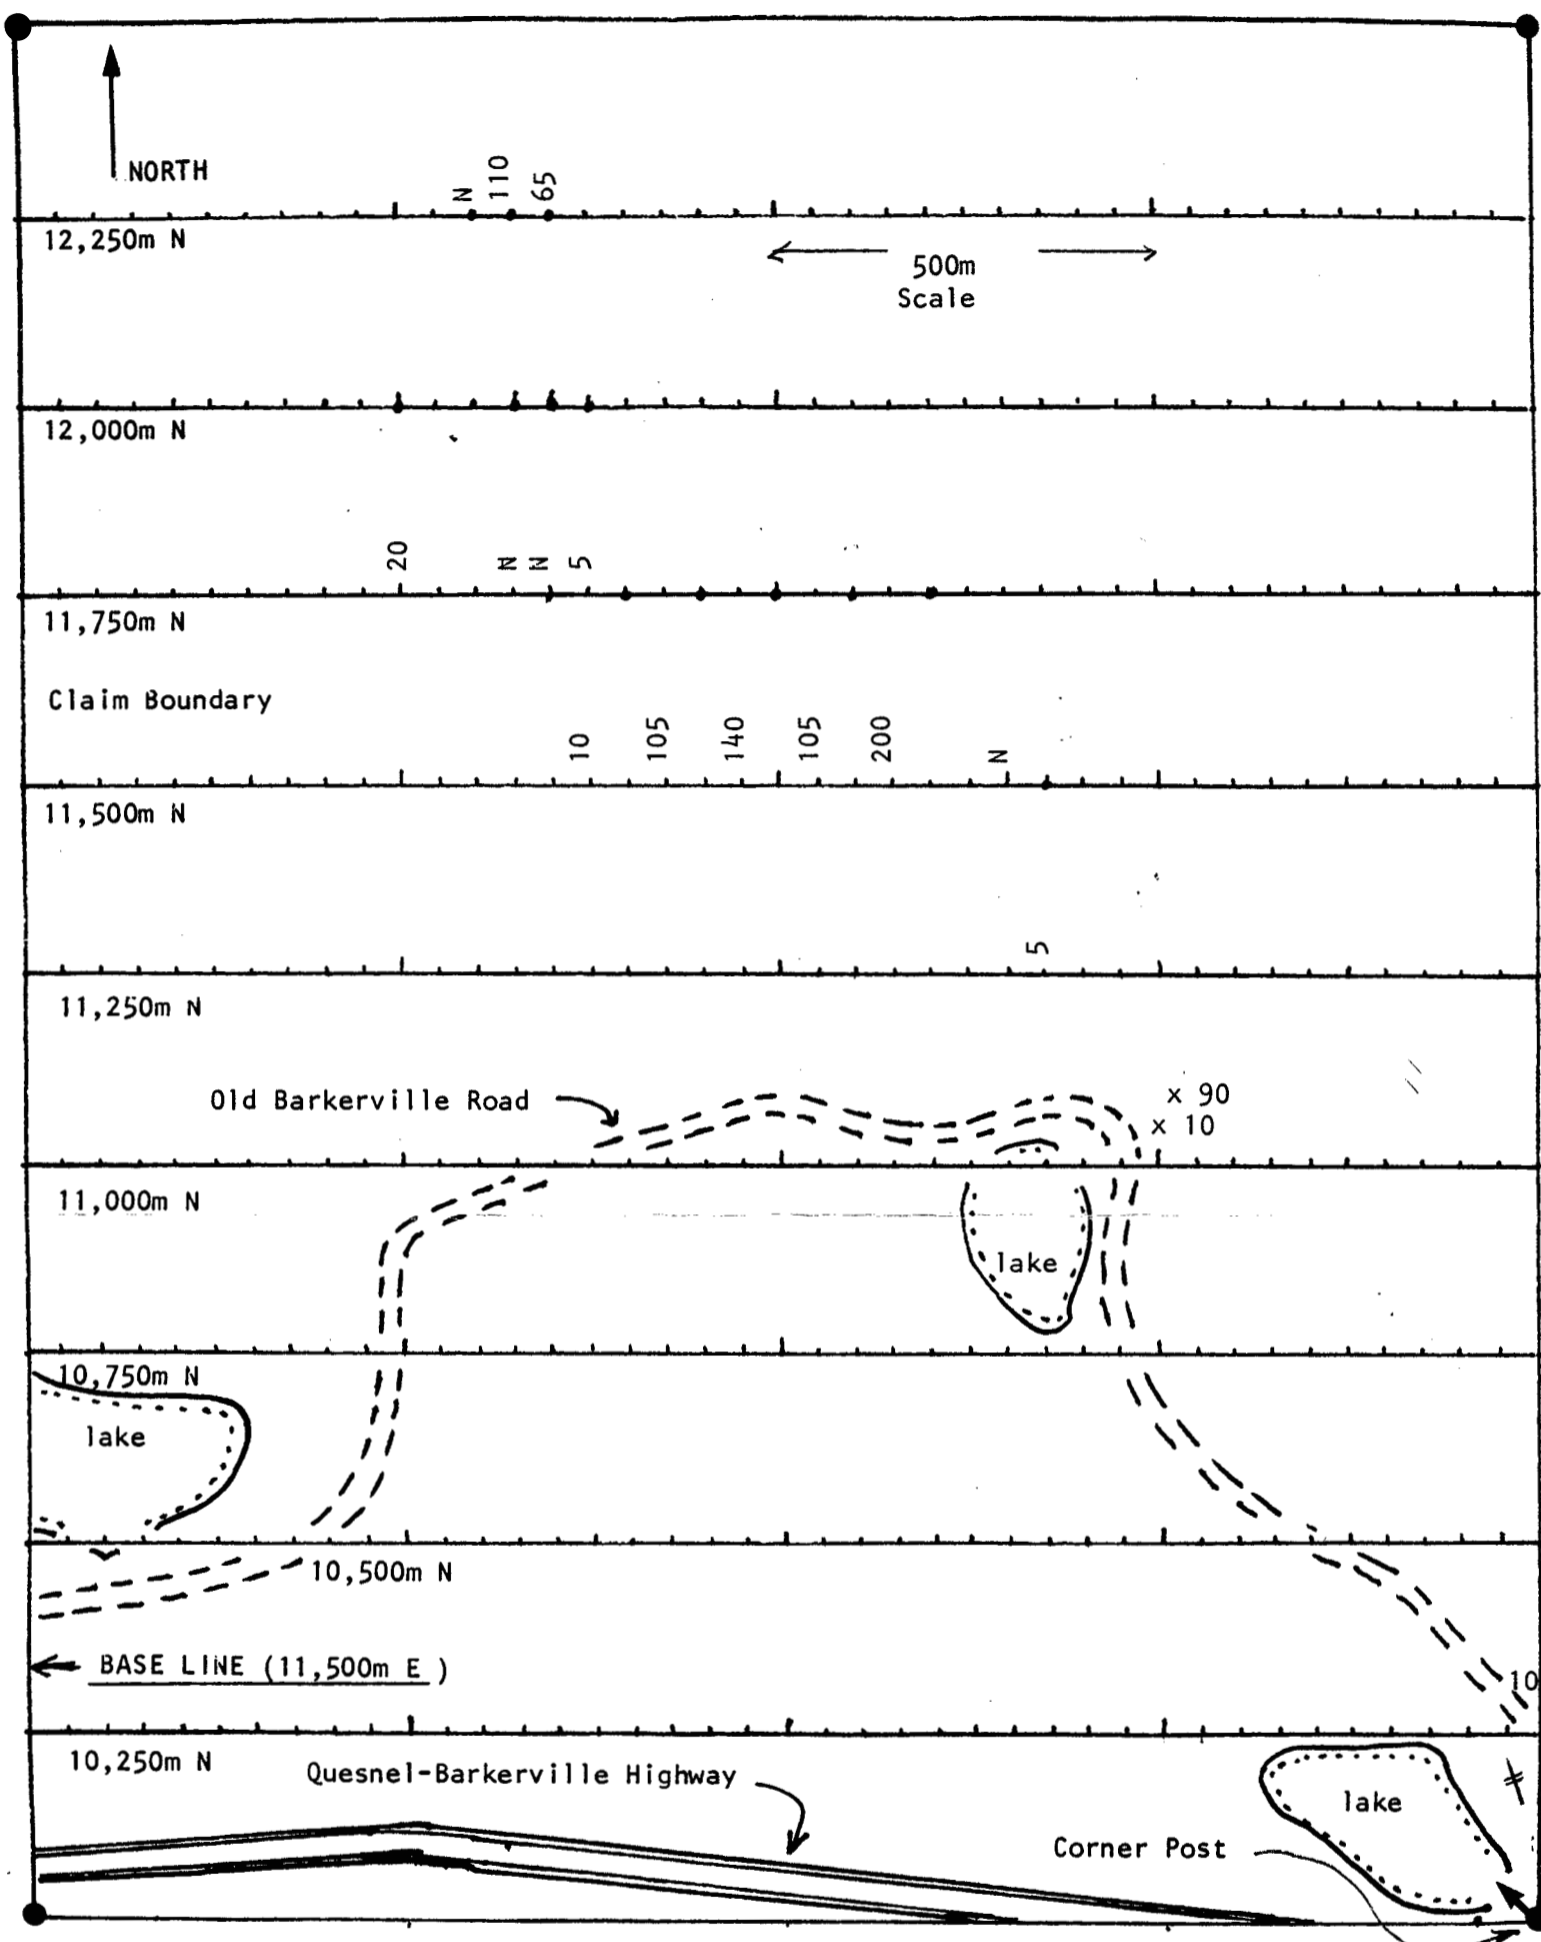 NORTH
N
110
65
12,250m N
500m
Scale
12,000m N
20
N
N
5
11,750m N
Claim Boundary
10
105
140
105
200
N
11,500m N
5
11,250m N
Old Barkerville Road
x 90
x 10
11,000m N
lake
10,750m N
lake
10,500m N
BASE LINE (11,500m E )
10
10,250m N
Quesnel-Barkerville Highway
lake
Corner Post